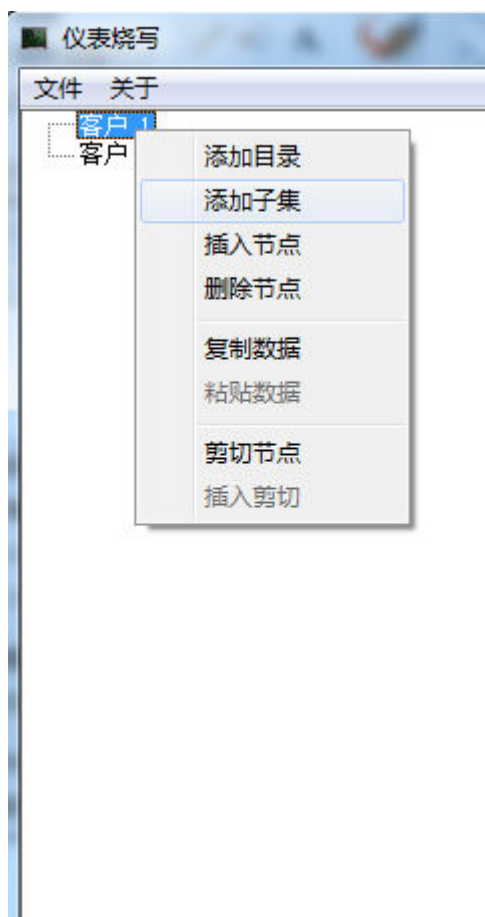 仪表烧写
文件 关于
客户 1
客户
添加目录
添加子集
插入节点
删除节点
复制数据
粘贴数据
剪切节点
插入剪切